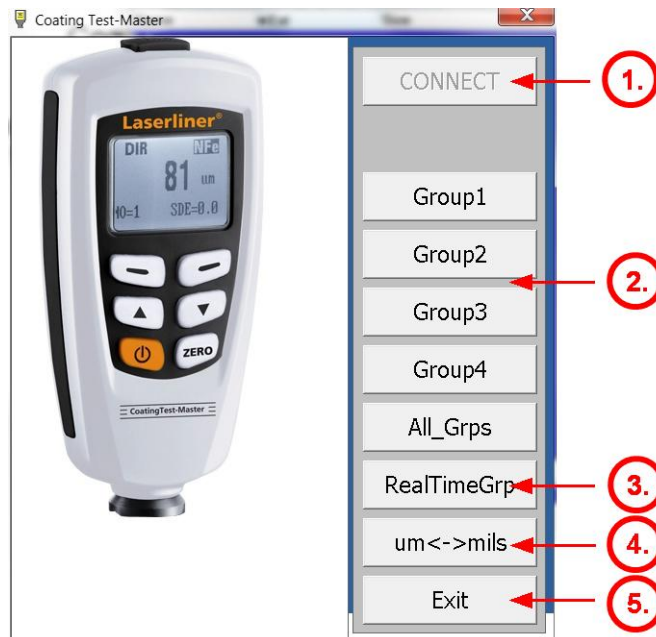 Coating Test-Master
Laserliner®
DIR NFe
81 um
SDE=0.0
ZERO
CoatingTest-Master
CONNECT
1.
Group1
Group2
2.
Group3
Group4
All_Grps
RealTimeGrp
3.
um<->mils
4.
Exit
5.